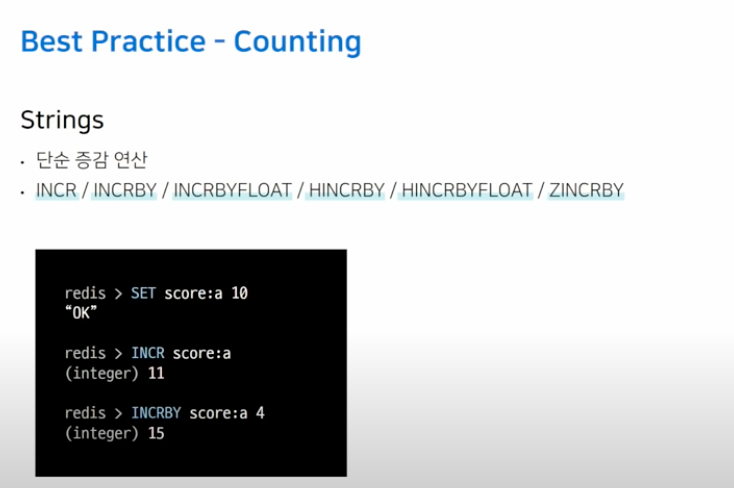 Best Practice - Counting
Strings
· 단순 증감 연산
· INCR / INCRBY / INCRBYFLOAT / HINCRBY / HINCRBYFLOAT / ZINCRBY
redis > SET score:a 10
“OK”
redis > INCR score:a
(integer) 11
redis > INCRBY score:a 4
(integer) 15